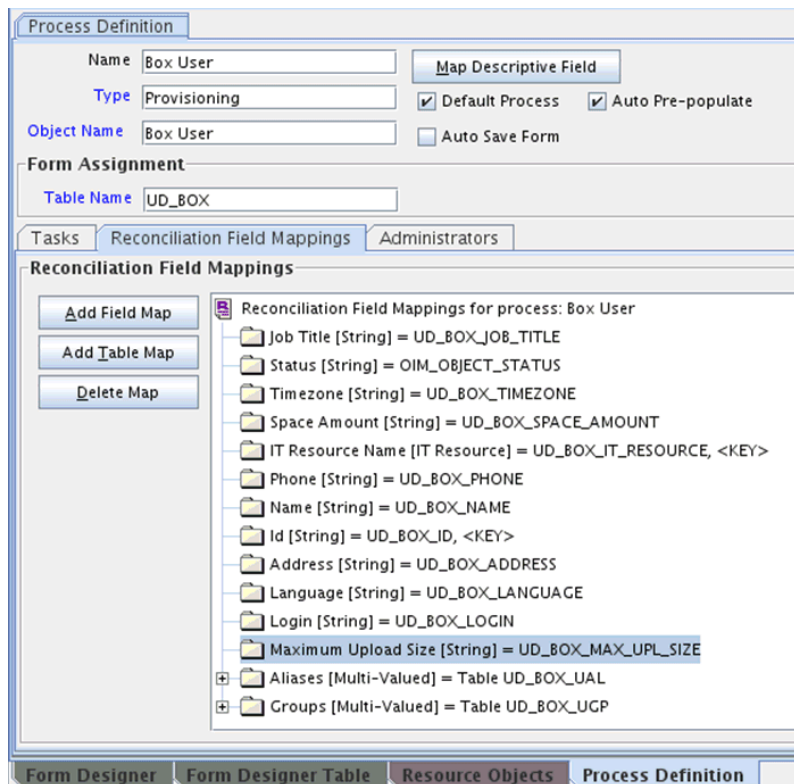 Process Definition
Name Box User Map Descriptive Field
Type Provisioning Default Process Auto Pre-populate
Object Name Box User Auto Save Form
Form Assignment
Table Name UD_BOX
Tasks Reconciliation Field Mappings Administrators
Reconciliation Field Mappings
Add Field Map
Add Table Map
Delete Map
Reconciliation Field Mappings for process: Box User
Job Title [String] = UD_BOX_JOB_TITLE
Status [String] = OIM_OBJECT_STATUS
Timezone [String] = UD_BOX_TIMEZONE
Space Amount [String] = UD_BOX_SPACE_AMOUNT
IT Resource Name [IT Resource] = UD_BOX_IT_RESOURCE, <KEY>
Phone [String] = UD_BOX_PHONE
Name [String] = UD_BOX_NAME
Id [String] = UD_BOX_ID, <KEY>
Address [String] = UD_BOX_ADDRESS
Language [String] = UD_BOX_LANGUAGE
Login [String] = UD_BOX_LOGIN
Maximum Upload Size [String] = UD_BOX_MAX_UPL_SIZE
Aliases [Multi-Valued] = Table UD_BOX_UAL
Groups [Multi-Valued] = Table UD_BOX_UGP
Form Designer Form Designer Table Resource Objects Process Definition